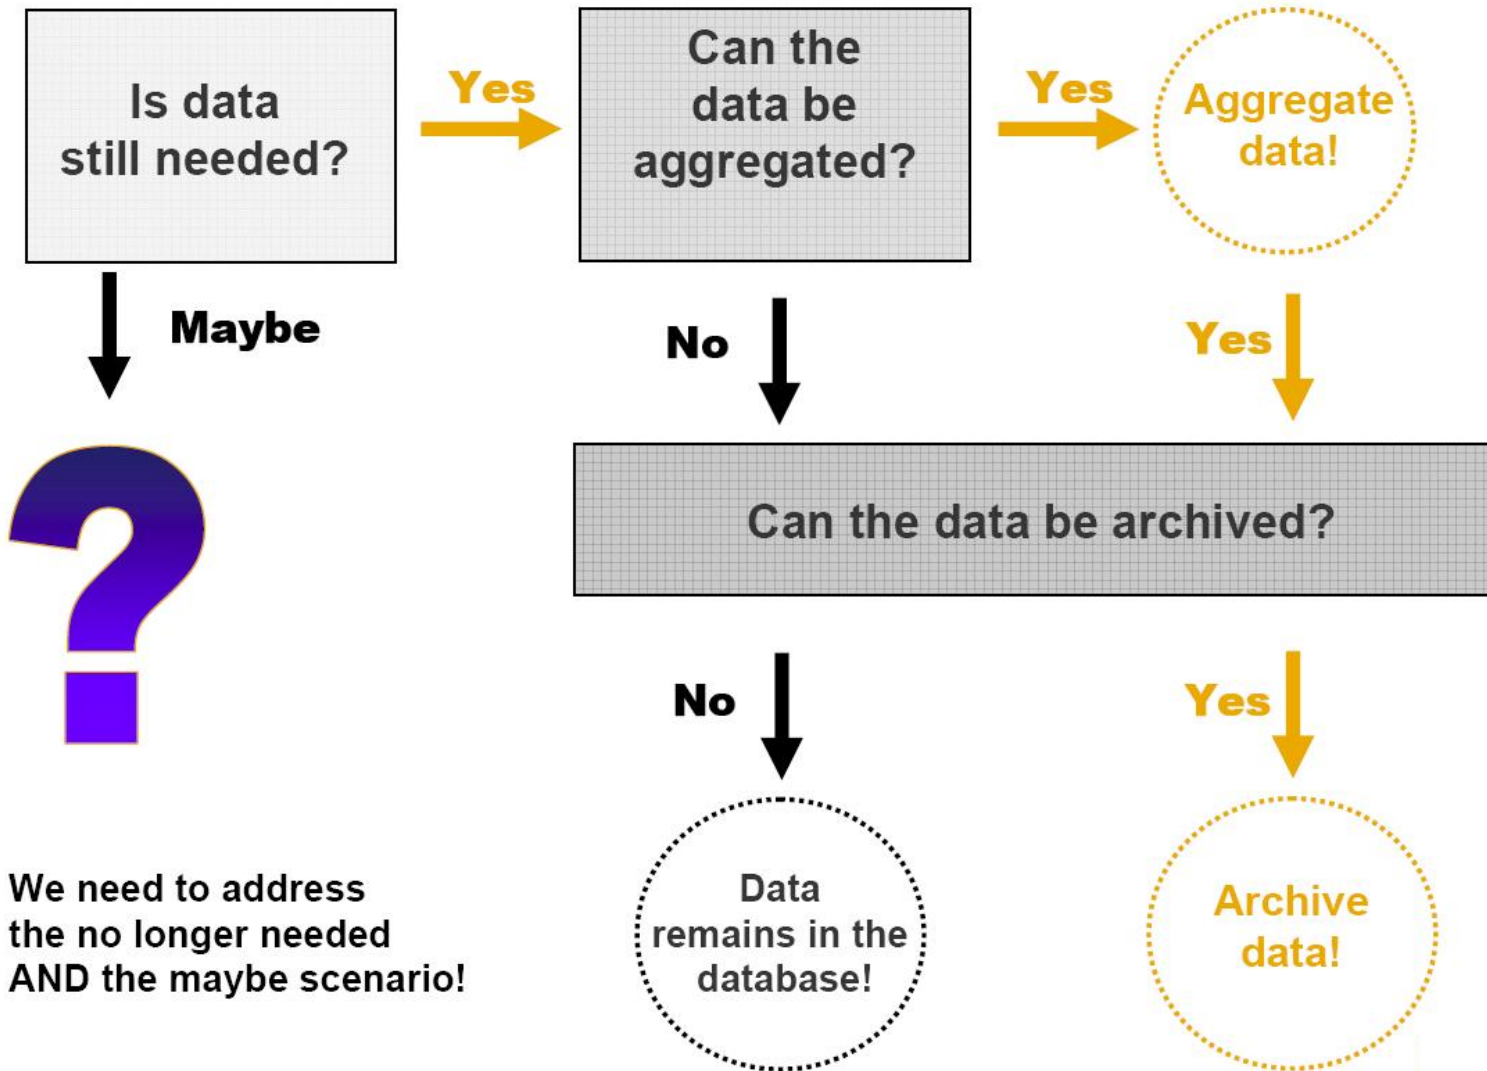 Is data
still needed?
Yes
Can the
data be
aggregated?
Yes
Aggregate
data!
Maybe
No
Yes
?
Can the data be archived?
No
Yes
We need to address
the no longer needed
AND the maybe scenario!
Data
remains in the
database!
Archive
data!